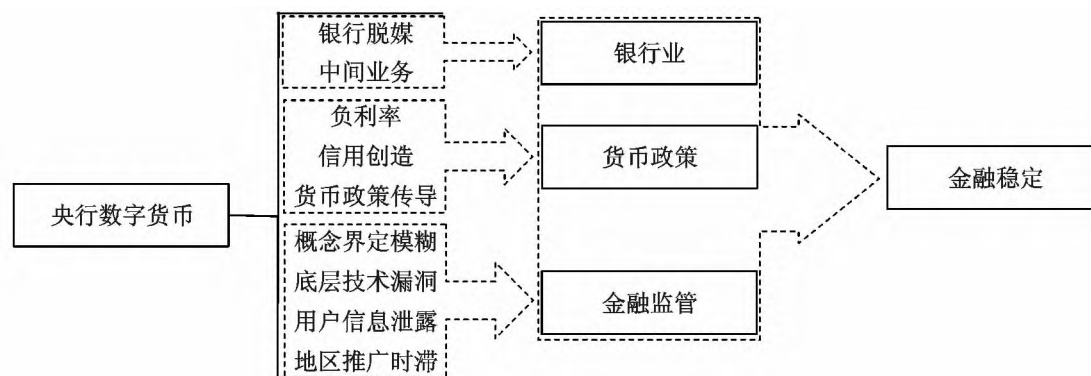 银行脱媒
中间业务
银行业
负利率
信用创造
货币政策传导
货币政策
央行数字货币
金融稳定
概念界定模糊
底层技术漏洞
用户信息泄露
地区推广时滞
金融监管